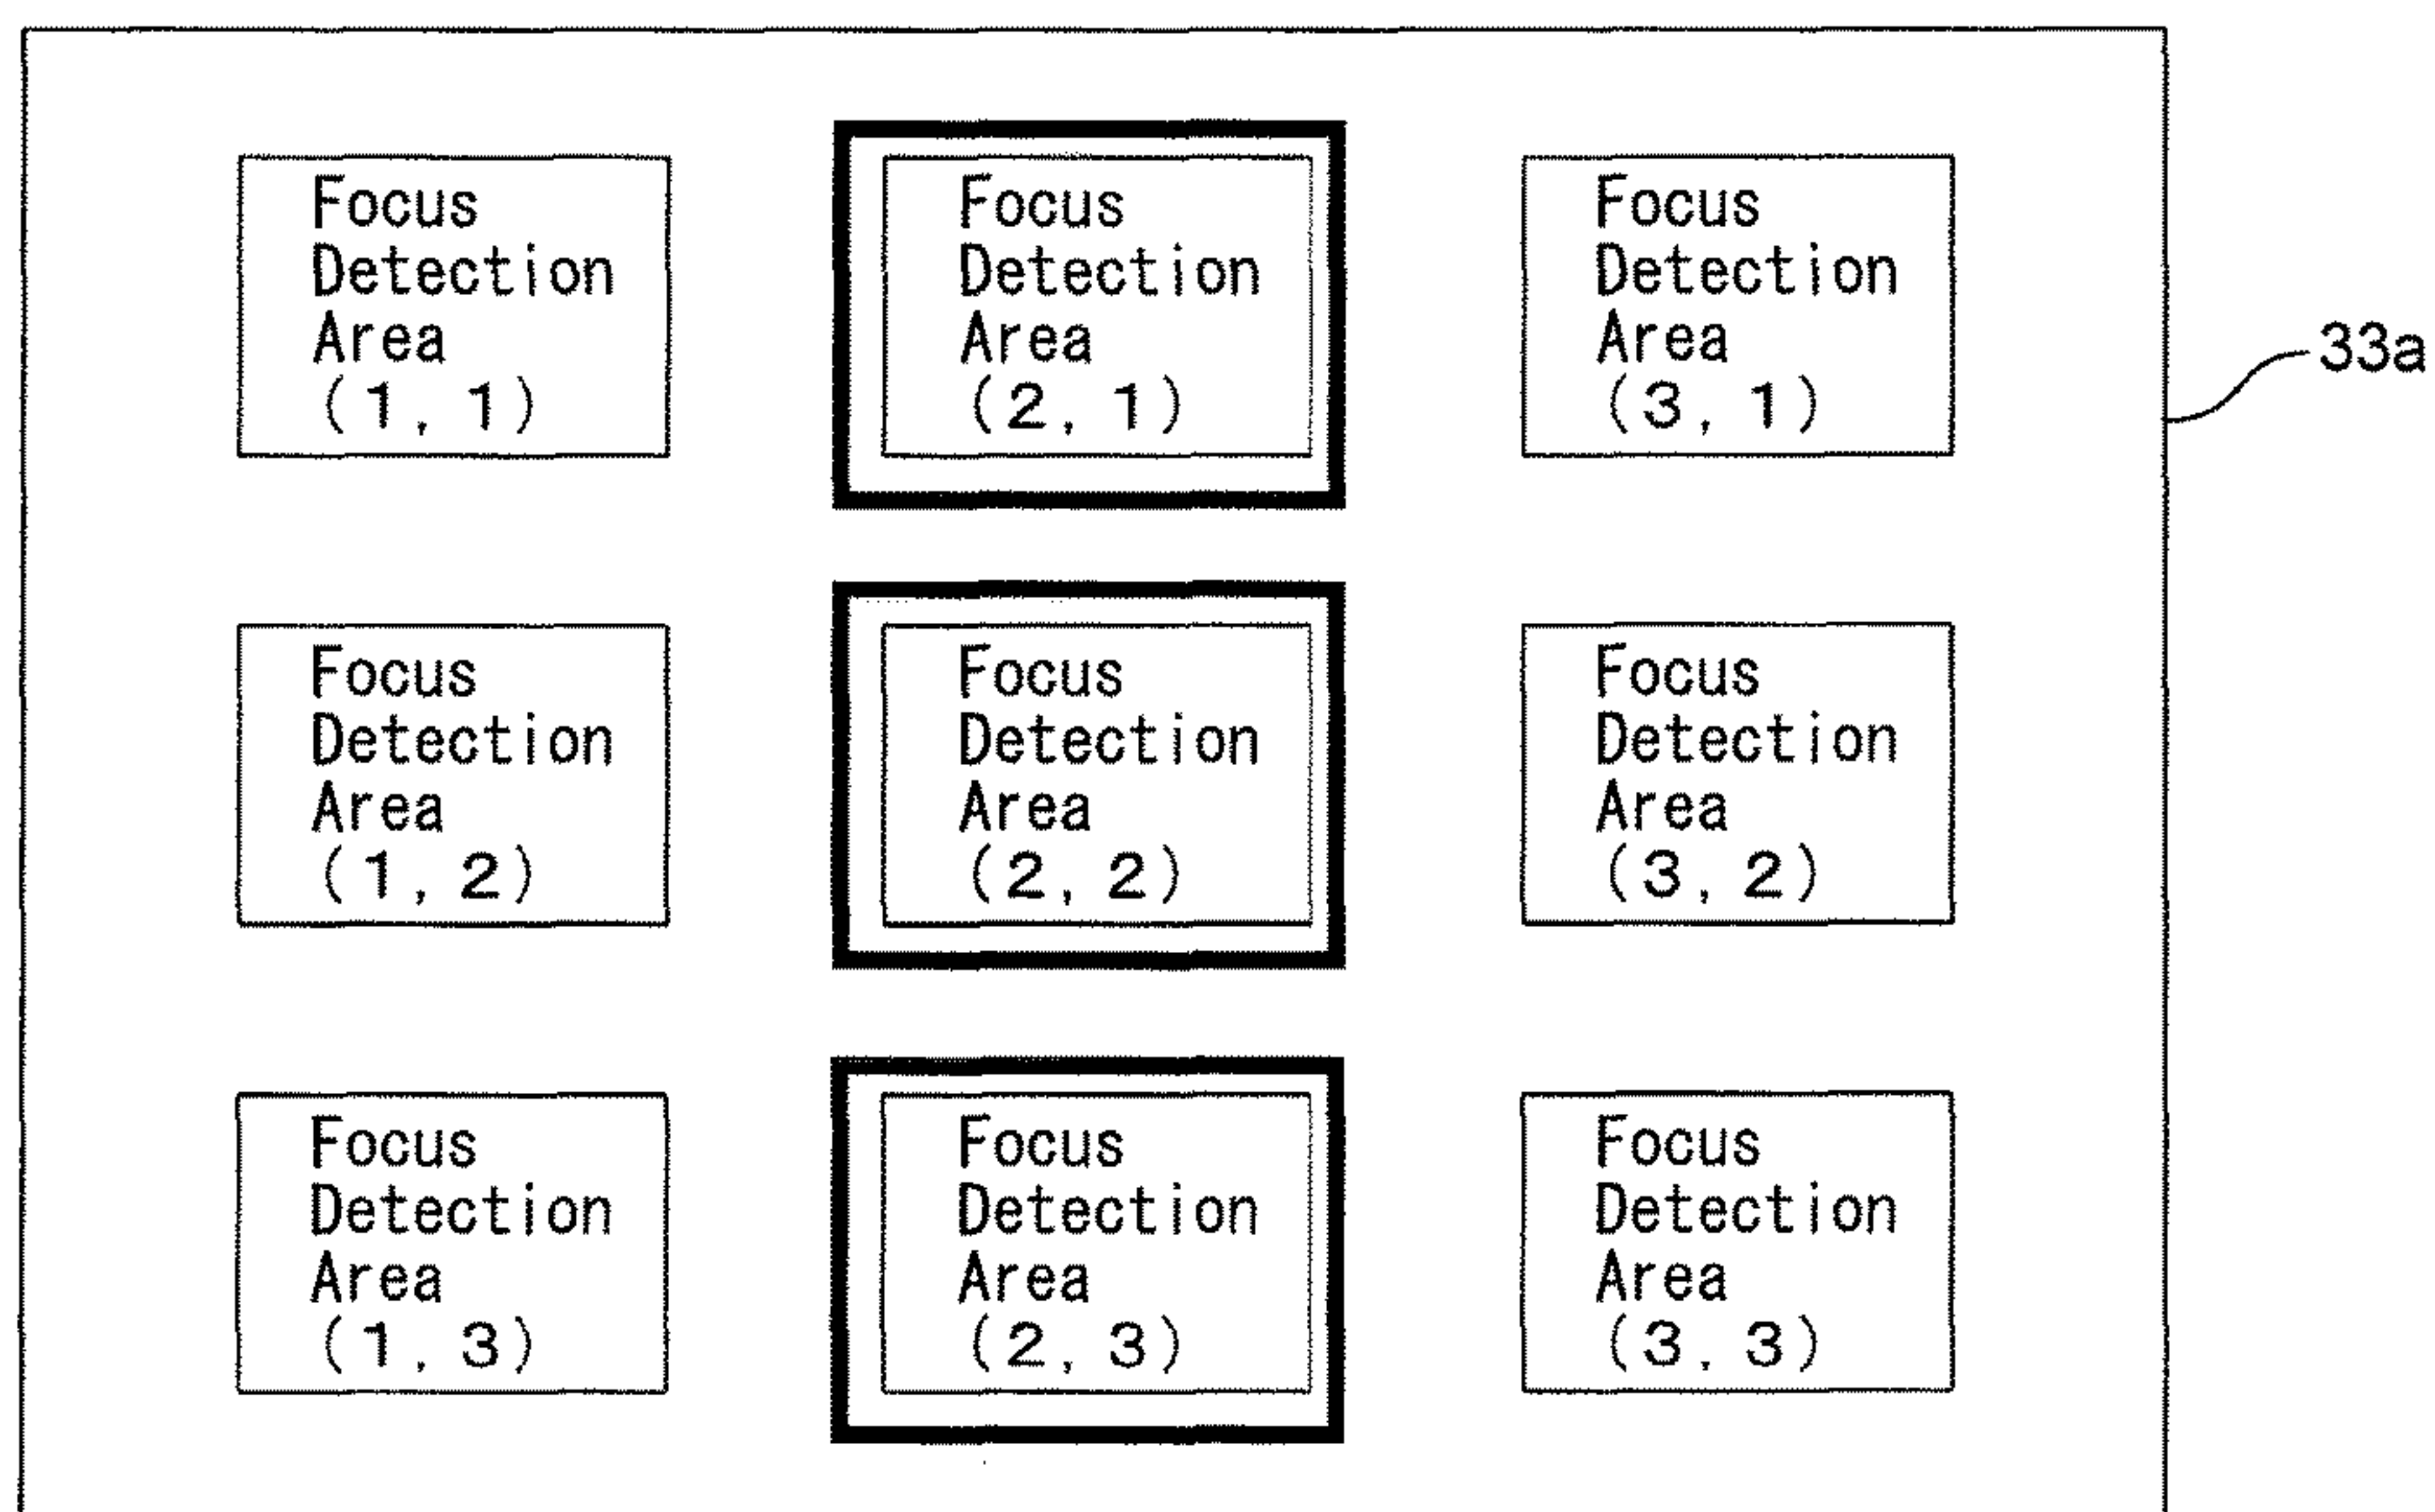 Focus
Detection
Area
(1, 1)
Focus
Detection
Area
(2, 1)
Focus
Detection
Area
(3, 1)
33a
Focus
Detection
Area
(1, 2)
Focus
Detection
Area
(2, 2)
Focus
Detection
Area
(3, 2)
Focus
Detection
Area
(1, 3)
Focus
Detection
Area
(2, 3)
Focus
Detection
Area
(3, 3)